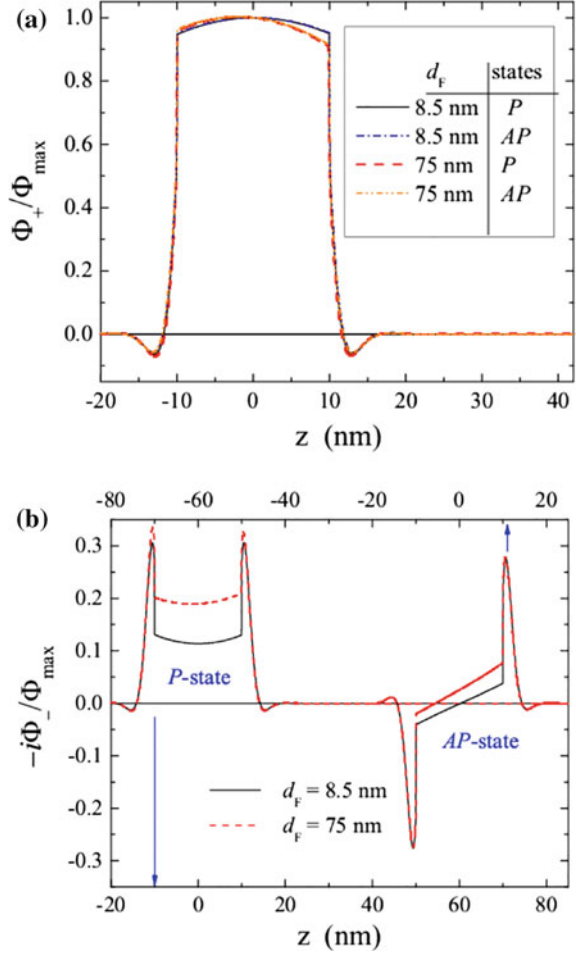 (a)
Φ₊/Φmax
1.0
0.8
0.6
0.4
0.2
0.0
dF states
8.5 nm P
8.5 nm AP
75 nm P
75 nm AP
-20 -10 0 10 20 30 40
z (nm)
(b)
-80 -60 -40 -20 0 20
−iΦ₋/Φmax
0.3
0.2
0.1
0.0
-0.1
-0.2
-0.3
P-state
AP-state
dF = 8.5 nm
dF = 75 nm
-20 0 20 40 60 80
z (nm)